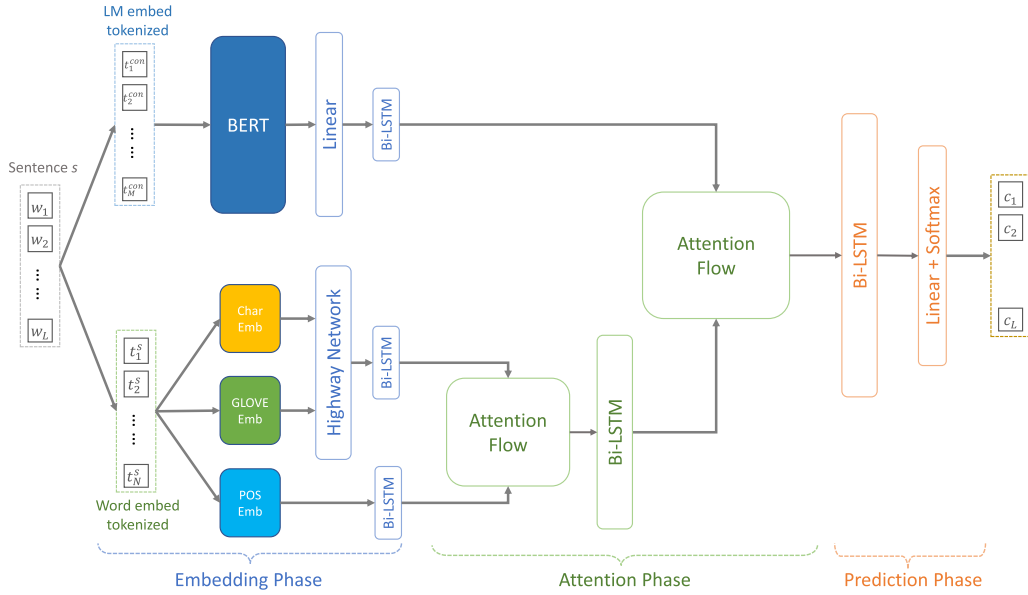 LM embed
tokenized
t_1^{con}
t_2^{con}
... ...
t_M^{con}
BERT
Linear
Bi-LSTM
Sentence s
w_1
w_2
... ...
w_L
Char
Emb
GLOVE
Emb
POS
Emb
Highway Network
Bi-LSTM
Bi-LSTM
t_1^s
t_2^s
... ...
t_N^s
Word embed
tokenized
Attention
Flow
Bi-LSTM
Attention
Flow
Bi-LSTM
Linear + Softmax
c_1
c_2
c_L
Embedding Phase
Attention Phase
Prediction Phase